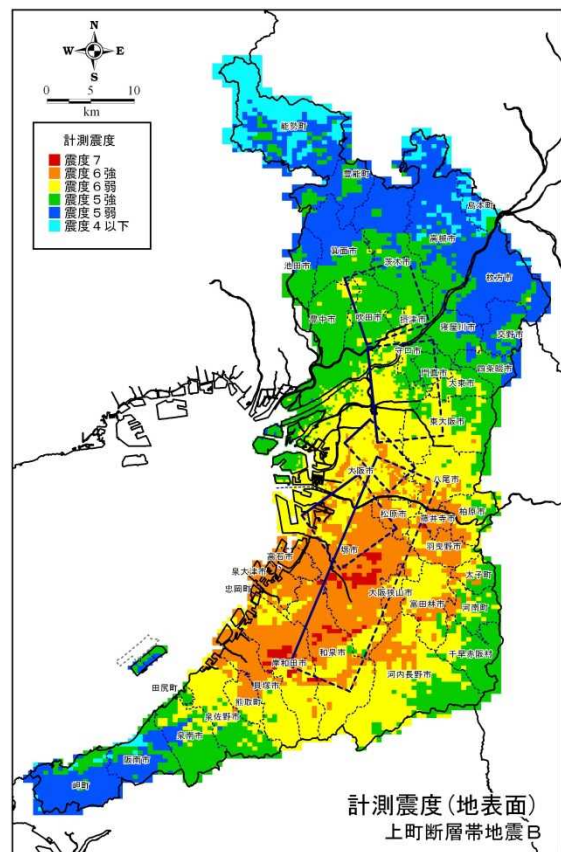 N
W E
S
0 5 10
km
計測震度
震度7
震度6強
震度6弱
震度5強
震度5弱
震度4以下
能勢町
豊能町
島本町
高槻市
箕面市
茨木市
池田市
枚方市
豊中市
吹田市
摂津市
寝屋川市
交野市
守口市
門真市
四条畷市
大東市
東大阪市
大阪市
八尾市
松原市
藤井寺市
柏原市
堺市
羽曳野市
高石市
泉大津市
太子町
忠岡町
大阪狭山市
富田林市
河南町
和泉市
千早赤阪村
岸和田市
河内長野市
貝塚市
田尻町
熊取町
泉佐野市
泉南市
阪南市
岬町
計測震度(地表面)
上町断層帯地震B